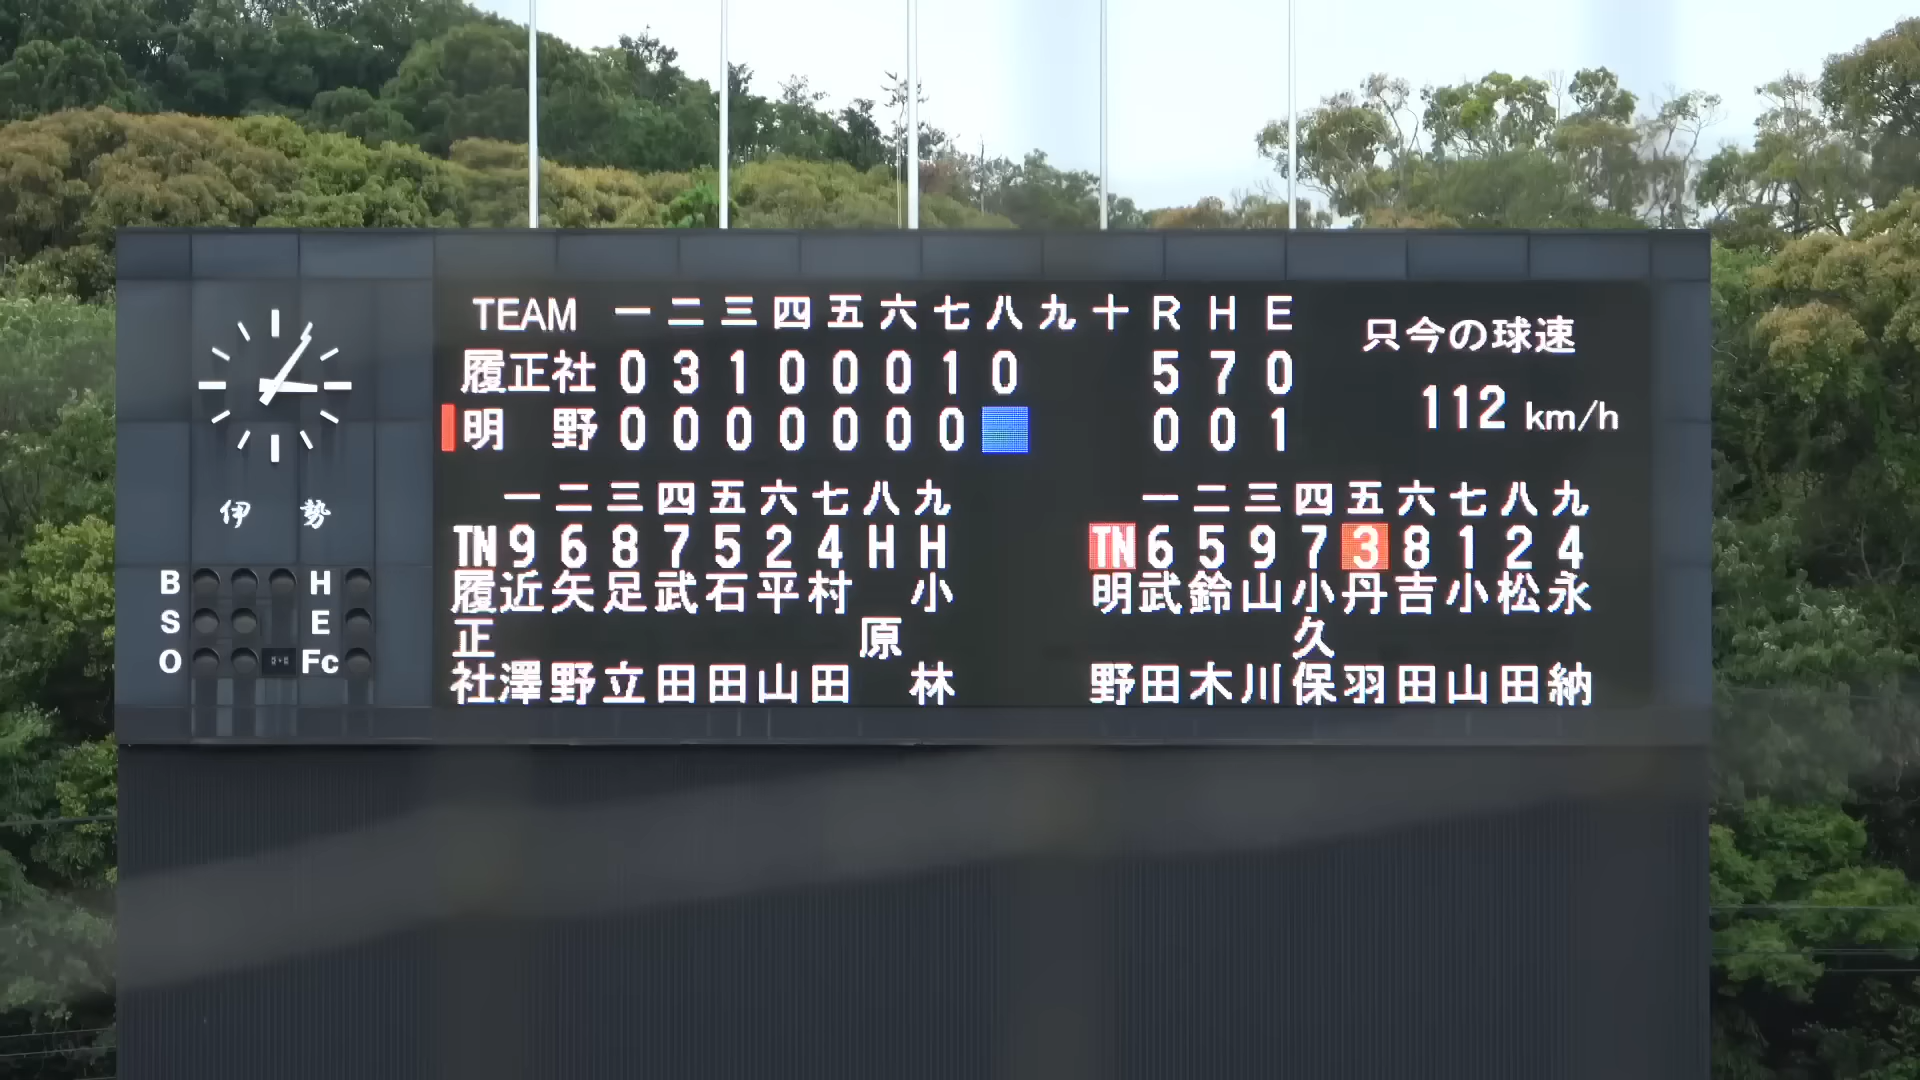 TEAM 一 二 三 四 五 六 七 八 九 十 R H E
履正社 0 3 1 0 0 0 1 0 5 7 0
明 野 0 0 0 0 0 0 0 0 0 1
只今の球速
112 km/h
伊 勢
B H
S E
O Fc
一 二 三 四 五 六 七 八 九
TN 9 6 8 7 5 2 4 H H
履 近 矢 足 武 石 平 村 小
正 原
社 澤 野 立 田 田 山 田 林
一 二 三 四 五 六 七 八 九
TN 6 5 9 7 3 8 1 2 4
明 武 鈴 山 小 丹 吉 小 松 永
久
野 田 木 川 保 羽 田 山 田 納